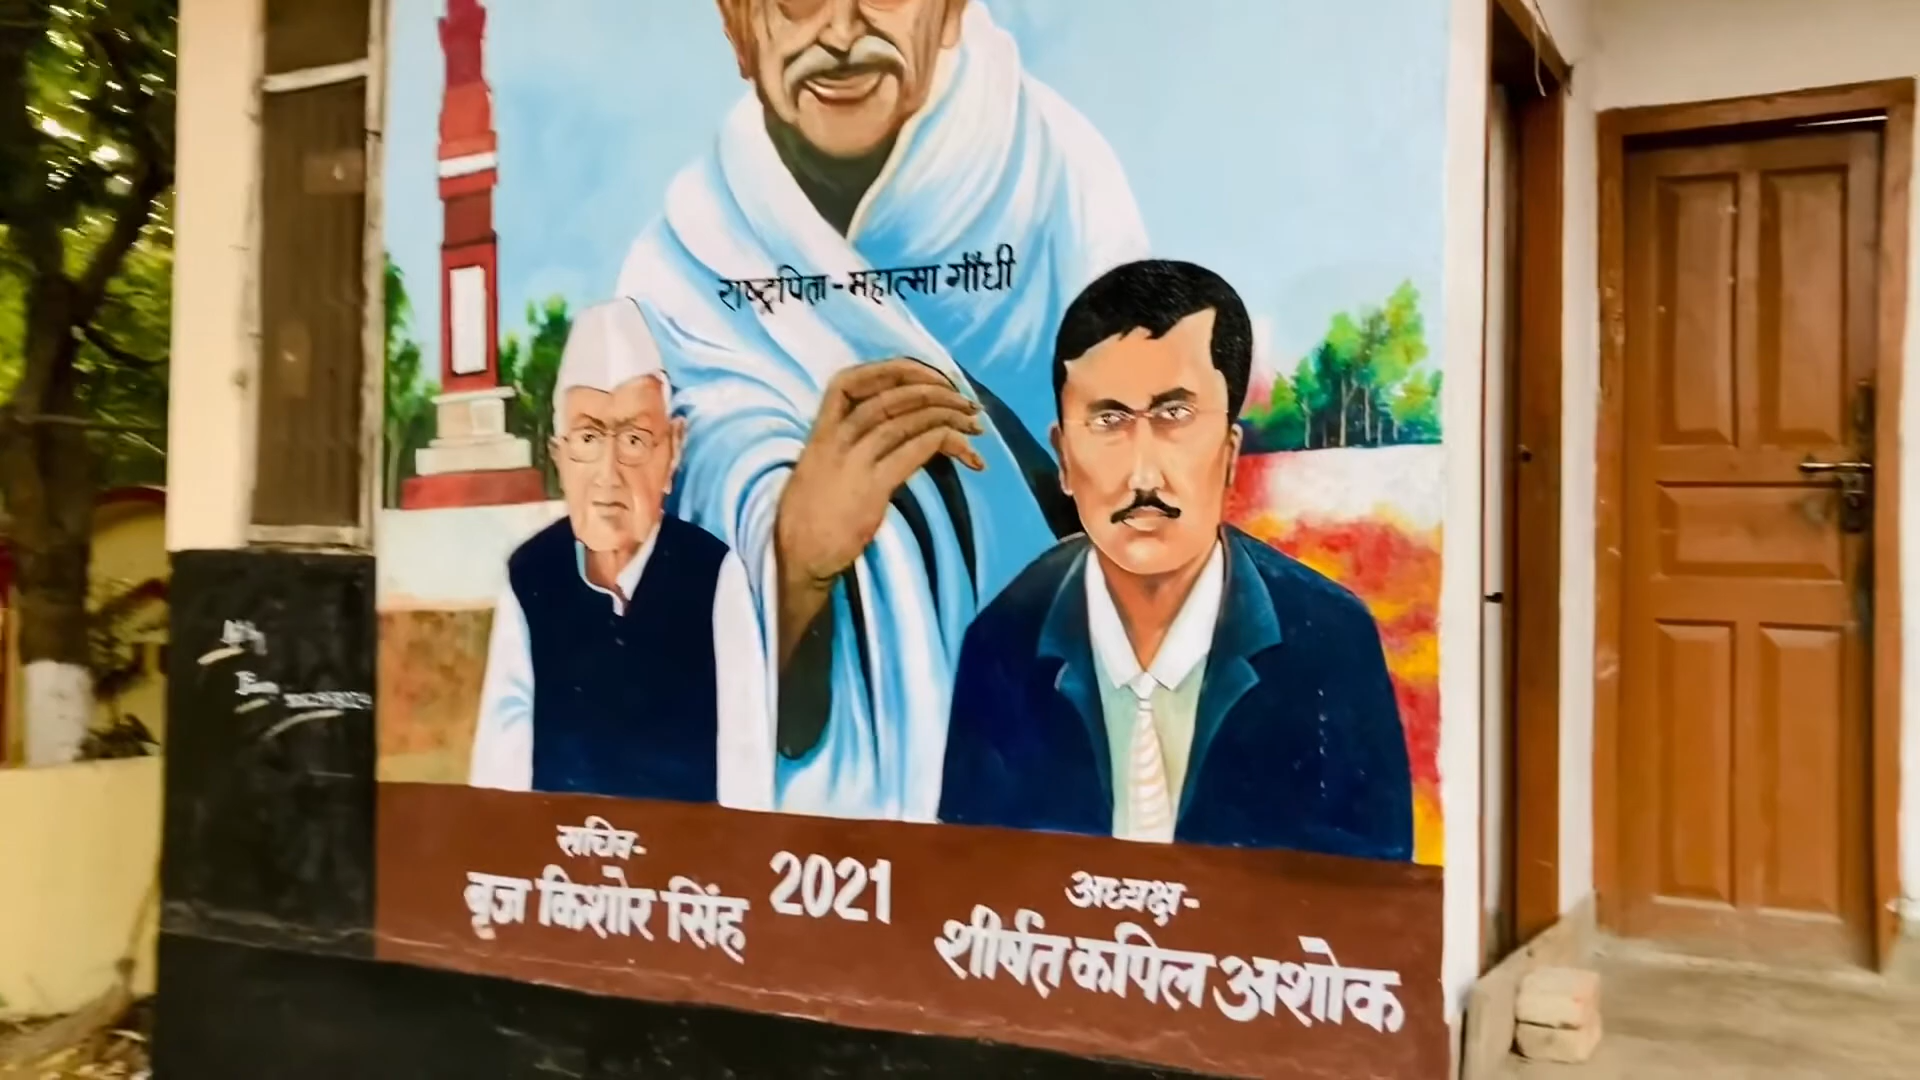 राष्ट्रपिता-महात्मा गाँधी
सचिव-
बृज किशोर सिंह
2021
अध्यक्ष-
शीर्षत कपिल अशोक